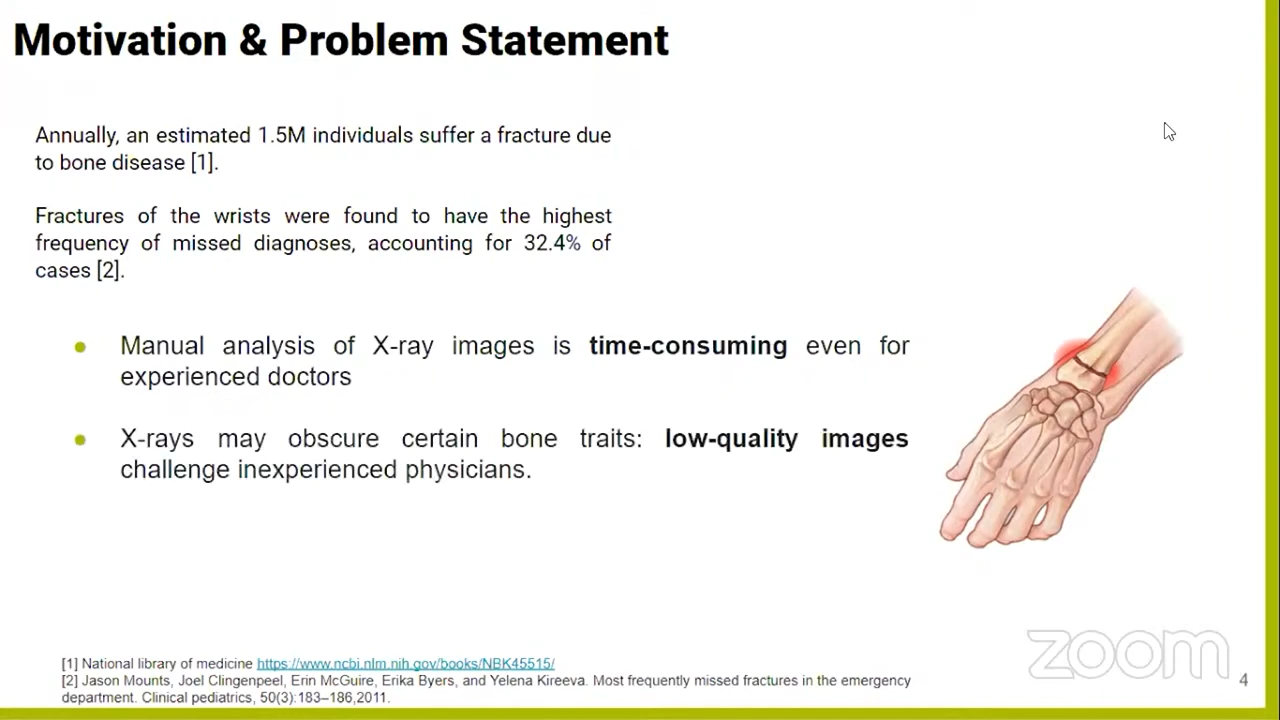 Motivation & Problem Statement
Annually, an estimated 1.5M individuals suffer a fracture due
to bone disease [1].
Fractures of the wrists were found to have the highest
frequency of missed diagnoses, accounting for 32.4% of
cases [2].
● Manual analysis of X-ray images is time-consuming even for
experienced doctors
● X-rays may obscure certain bone traits: low-quality images
challenge inexperienced physicians.
[1] National library of medicine https://www.ncbi.nlm.nih.gov/books/NBK45515/
[2] Jason Mounts, Joel Clingenpeel, Erin McGuire, Erika Byers, and Yelena Kireeva. Most frequently missed fractures in the emergency
department. Clinical pediatrics, 50(3):183–186,2011.
zoom
4